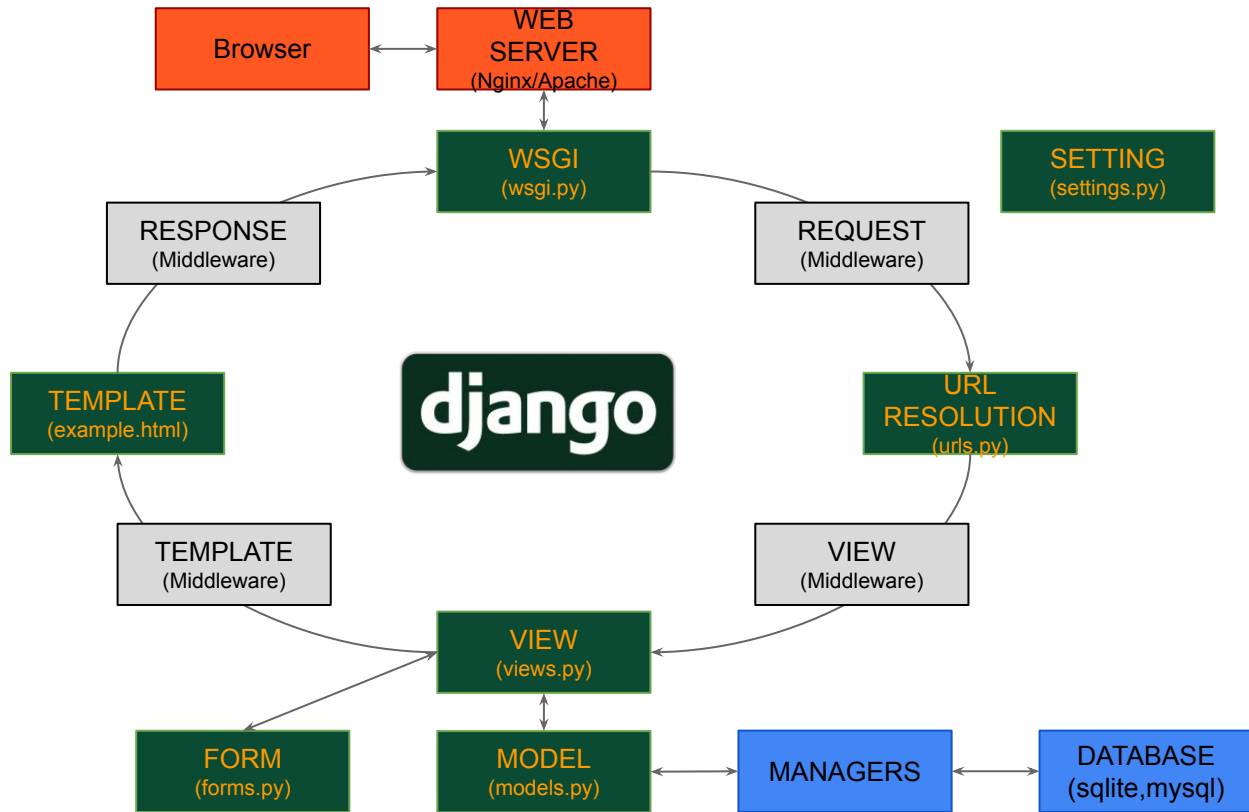 Browser
WEB
SERVER
(Nginx/Apache)
WSGI
(wsgi.py)
SETTING
(settings.py)
RESPONSE
(Middleware)
REQUEST
(Middleware)
TEMPLATE
(example.html)
django
URL
RESOLUTION
(urls.py)
TEMPLATE
(Middleware)
VIEW
(Middleware)
VIEW
(views.py)
FORM
(forms.py)
MODEL
(models.py)
MANAGERS
DATABASE
(sqlite,mysql)